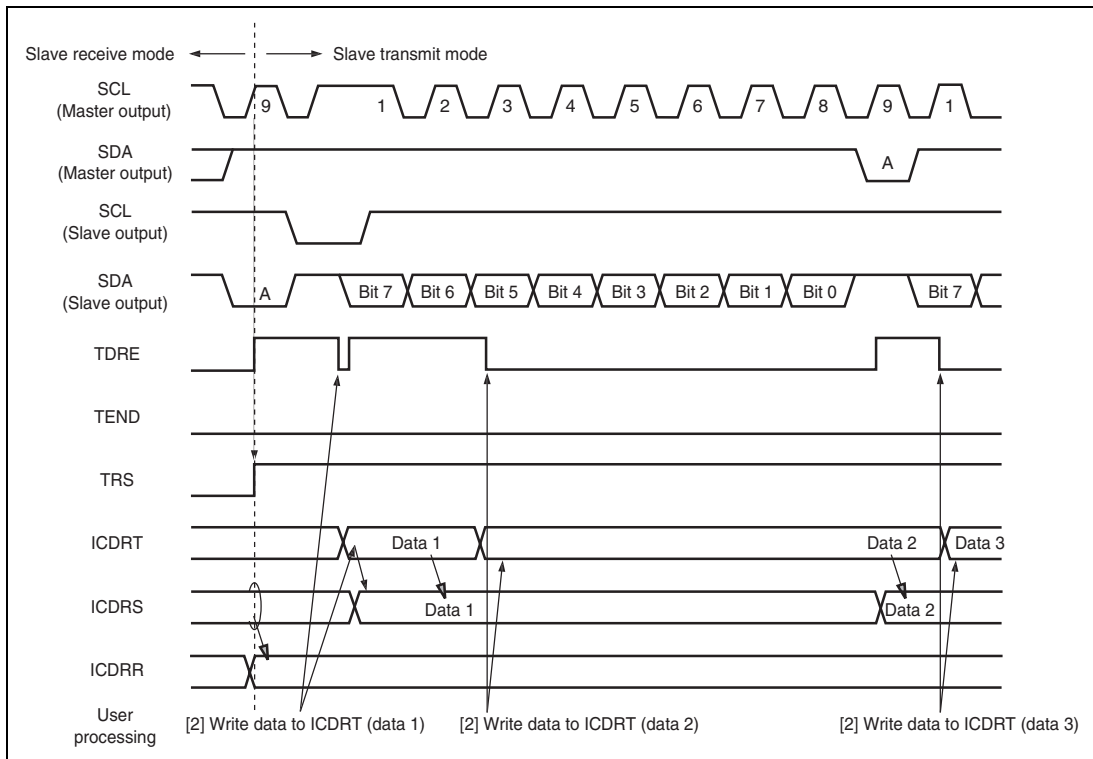 Slave receive mode
Slave transmit mode
SCL
(Master output)
9 1 2 3 4 5 6 7 8 9 1
SDA
(Master output)
A
SCL
(Slave output)
SDA
(Slave output)
A Bit 7 Bit 6 Bit 5 Bit 4 Bit 3 Bit 2 Bit 1 Bit 0 Bit 7
TDRE
TEND
TRS
ICDRT
Data 1 Data 2 Data 3
ICDRS
Data 1 Data 2
ICDRR
User
processing
[2] Write data to ICDRT (data 1) [2] Write data to ICDRT (data 2) [2] Write data to ICDRT (data 3)